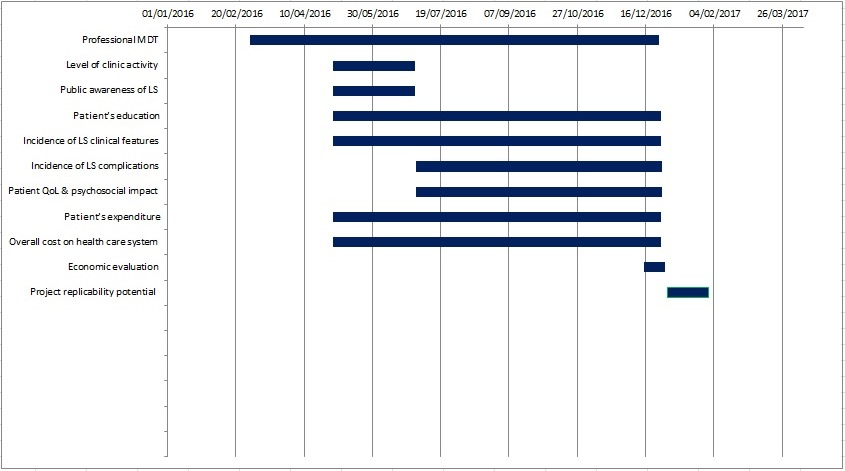 01/01/2016 20/02/2016 10/04/2016 30/05/2016 19/07/2016 07/09/2016 27/10/2016 16/12/2016 04/02/2017 26/03/2017
Professional MDT
Level of clinic activity
Public awareness of LS
Patient's education
Incidence of LS clinical features
Incidence of LS complications
Patient QoL & psychosocial impact
Patient's expenditure
Overall cost on health care system
Economic evaluation
Project replicability potential